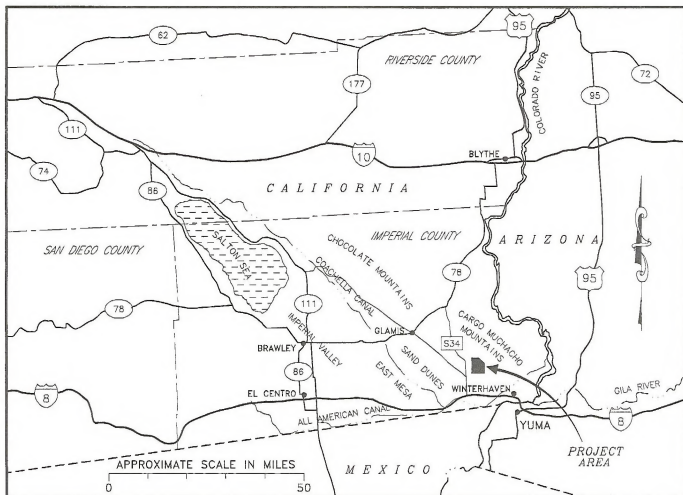 62
95
RIVERSIDE COUNTY
COLORADO RIVER
177
95
72
111
10
BLYTHE
74
86
CALIFORNIA
SALTON SEA
IMPERIAL COUNTY
ARIZONA
SAN DIEGO COUNTY
CHOCOLATE MOUNTAINS
COACHELLA CANAL
78
95
78
111
GLAMIS
CARGO MUCHACHO
MOUNTAINS
IMPERIAL VALLEY
BRAWLEY
S34
SAND DUNES
EAST MESA
86
WINTERHAVEN
8
EL CENTRO
GILA RIVER
ALL AMERICAN CANAL
8
YUMA
PROJECT
AREA
APPROXIMATE SCALE IN MILES
MEXICO
0
50